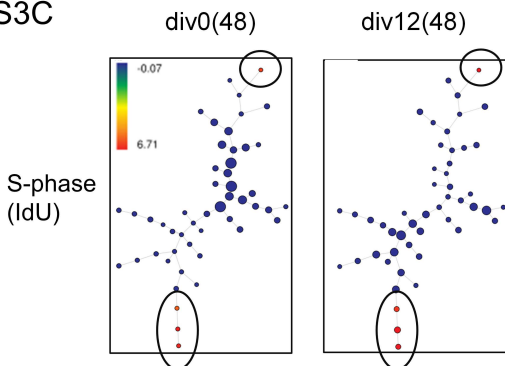 S3C
div0(48)
div12(48)
-0.07
6.71
S-phase
(IdU)